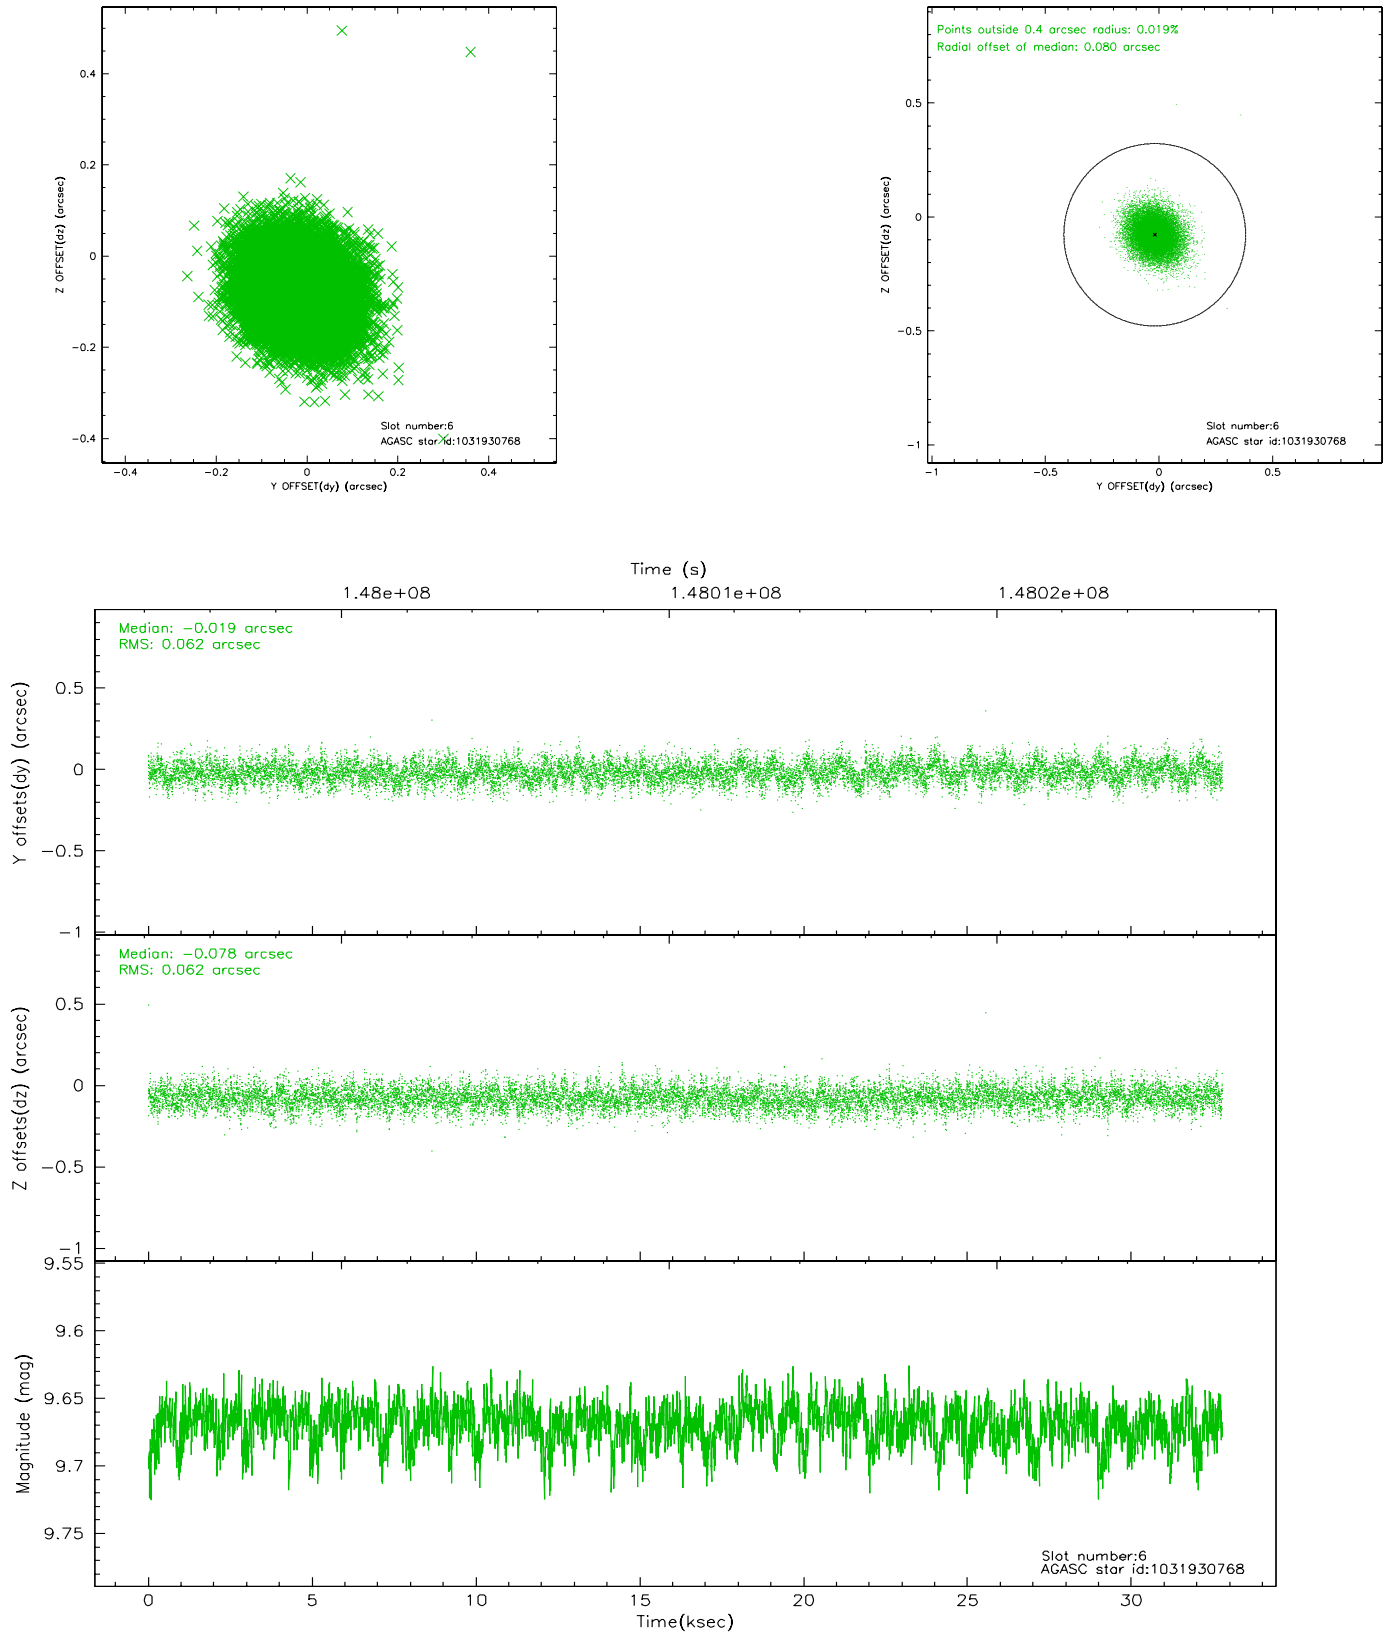 0.4
0.2
0
-0.2
-0.4
Z OFFSET(dz) (arcsec)
Slot number:6
AGASC star id:1031930768
-0.4
-0.2
0
0.2
0.4
Y OFFSET(dy) (arcsec)
Points outside 0.4 arcsec radius: 0.019%
Radial offset of median: 0.080 arcsec
0.5
0
-0.5
-1
Z OFFSET(dz) (arcsec)
Slot number:6
AGASC star id:1031930768
-1
-0.5
0
0.5
Y OFFSET(dy) (arcsec)
Time (s)
1.48e+08
1.4801e+08
1.4802e+08
Median: -0.019 arcsec
RMS: 0.062 arcsec
0.5
0
-0.5
-1
Y offsets(dy) (arcsec)
Median: -0.078 arcsec
RMS: 0.062 arcsec
0.5
0
-0.5
-1
Z offsets(dz) (arcsec)
9.55
9.6
9.65
9.7
9.75
Magnitude (mag)
Slot number:6
AGASC star id:1031930768
0
5
10
15
20
25
30
Time(ksec)